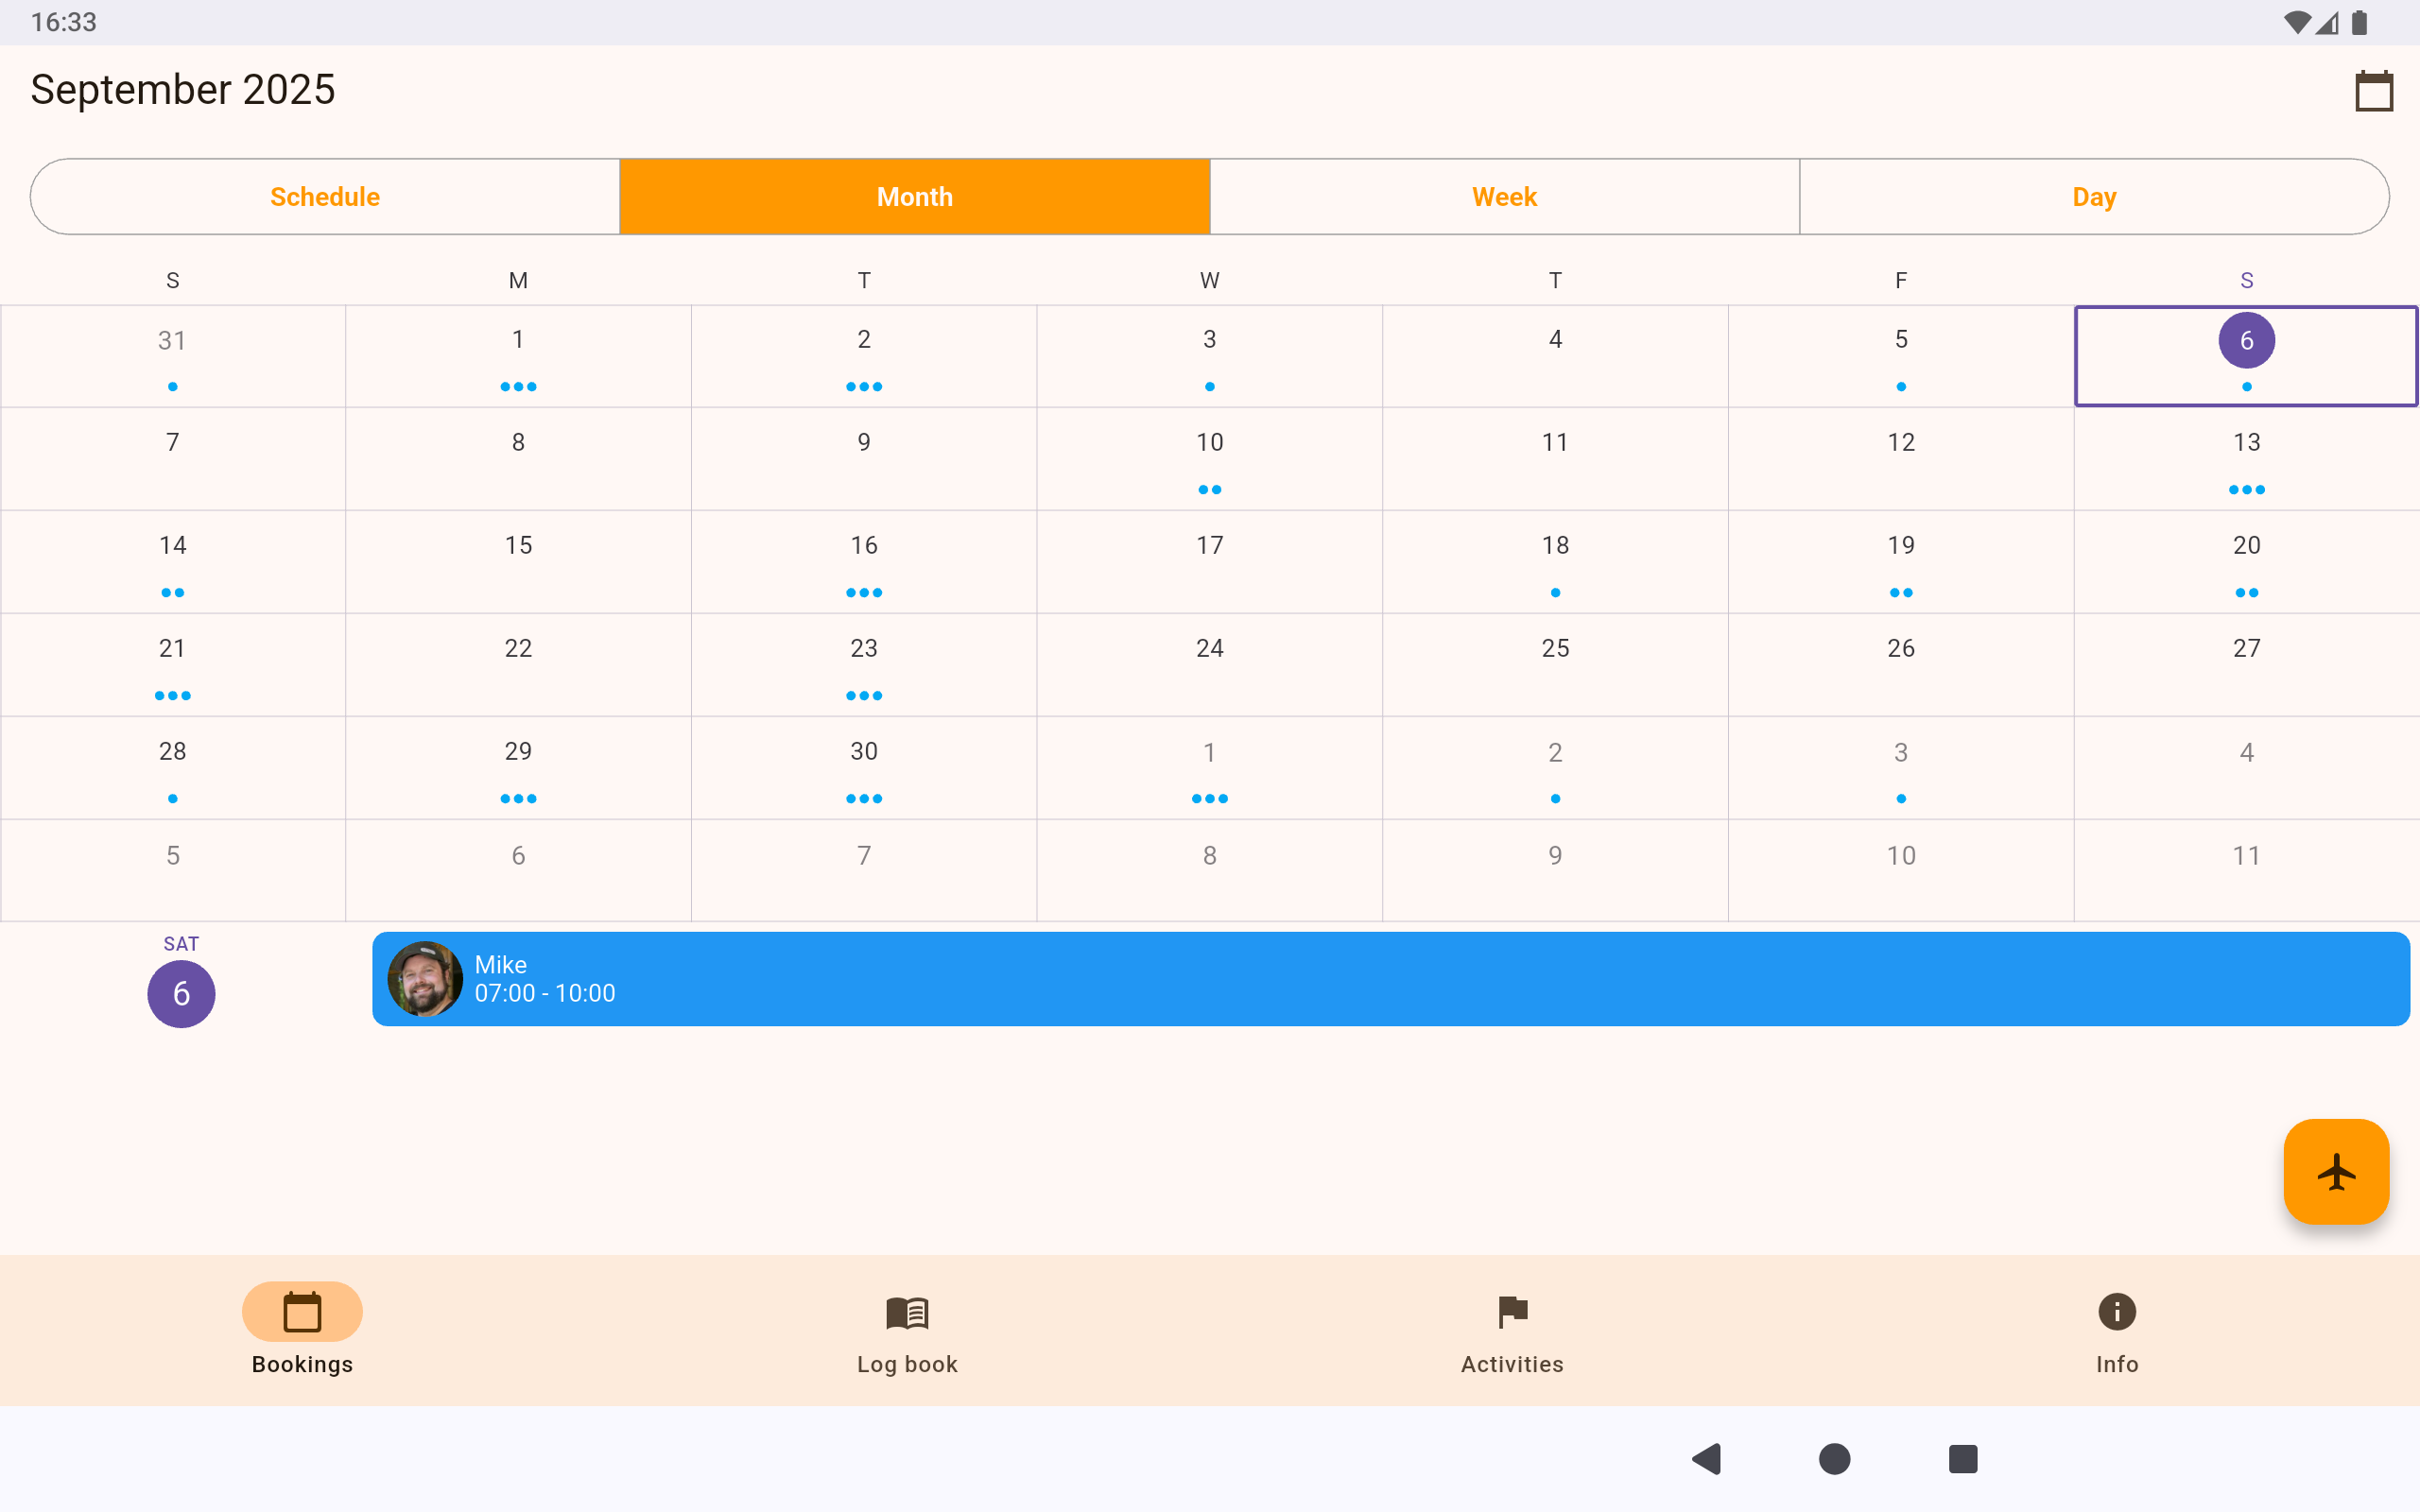 16:33
September 2025
Schedule Month Week Day
S M T W T F S
31 1 2 3 4 5 6
7 8 9 10 11 12 13
14 15 16 17 18 19 20
21 22 23 24 25 26 27
28 29 30 1 2 3 4
5 6 7 8 9 10 11
SAT
6
Mike
07:00 - 10:00
Bookings Log book Activities Info